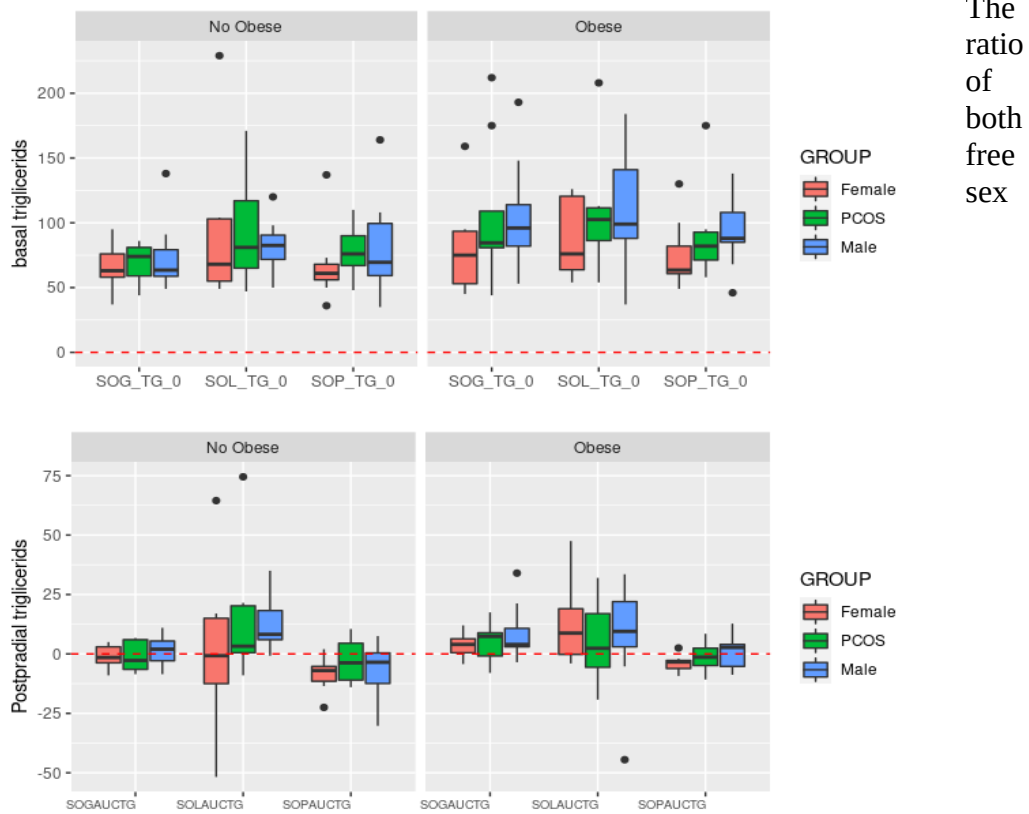 No Obese
Obese
basal triglicerids
200
150
100
50
0
SOG_TG_0
SOL_TG_0
SOP_TG_0
SOG_TG_0
SOL_TG_0
SOP_TG_0
GROUP
Female
PCOS
Male
The
ratio
of
both
free
sex
No Obese
Obese
Postpradial triglicerids
75
50
25
0
-25
-50
SOGAUCTG
SOLAUCTG
SOPAUCTG
SOGAUCTG
SOLAUCTG
SOPAUCTG
GROUP
Female
PCOS
Male